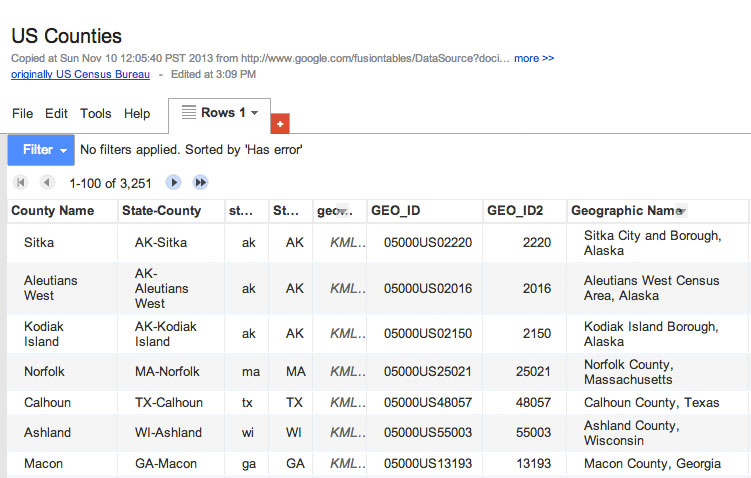 US Counties
Copied at Sun Nov 10 12:05:40 PST 2013 from http://www.google.com/fusiontables/DataSource?doci... more >>
originally US Census Bureau - Edited at 3:09 PM
File Edit Tools Help Rows 1 +
Filter No filters applied. Sorted by 'Has error'
1-100 of 3,251
County Name State-County st... St... geo... GEO_ID GEO_ID2 Geographic Name
Sitka AK-Sitka ak AK KML... 05000US02220 2220 Sitka City and Borough,
Alaska
Aleutians West AK-Aleutians West ak AK KML... 05000US02016 2016 Aleutians West Census
Area, Alaska
Kodiak Island AK-Kodiak Island ak AK KML... 05000US02150 2150 Kodiak Island Borough,
Alaska
Norfolk MA-Norfolk ma MA KML... 05000US25021 25021 Norfolk County,
Massachusetts
Calhoun TX-Calhoun tx TX KML... 05000US48057 48057 Calhoun County, Texas
Ashland WI-Ashland wi WI KML... 05000US55003 55003 Ashland County,
Wisconsin
Macon GA-Macon ga GA KML... 05000US13193 13193 Macon County, Georgia